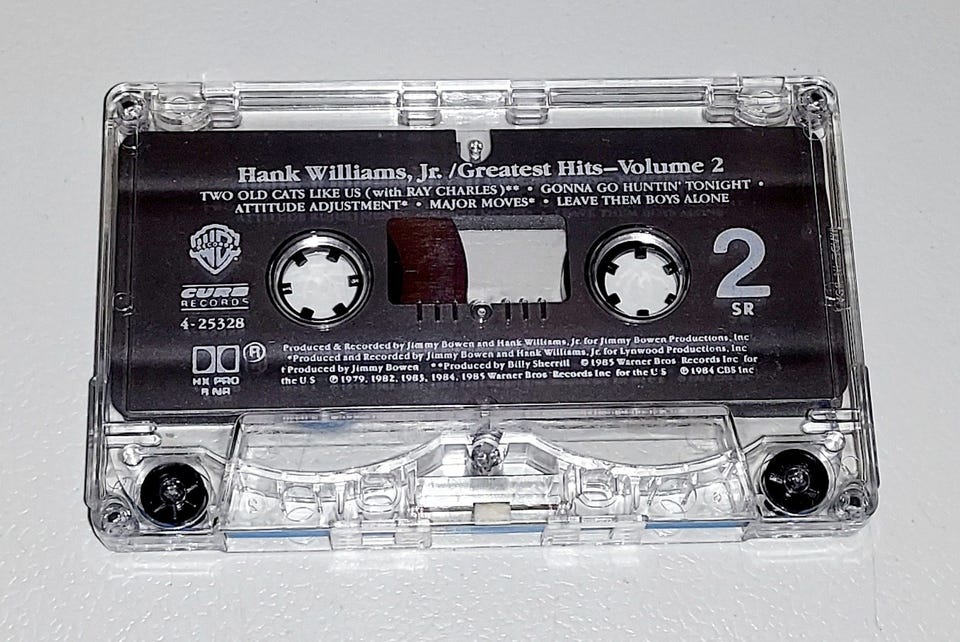 Hank Williams, Jr. /Greatest Hits–Volume 2
TWO OLD CATS LIKE US (with RAY CHARLES)** • GONNA GO HUNTIN' TONIGHT •
ATTITUDE ADJUSTMENT* • MAJOR MOVES* • LEAVE THEM BOYS ALONE
CURB
RECORDS
4-25328
HX PRO
B NR
2
SR
Produced & Recorded by Jimmy Bowen and Hank Williams, Jr. for Jimmy Bowen Productions, Inc
*Produced and Recorded by Jimmy Bowen and Hank Williams, Jr. for Lynwood Productions, Inc.
†Produced by Jimmy Bowen **Produced by Billy Sherrill ℗1985 Warner Bros. Records Inc for
the U S ℗1979, 1982, 1983, 1984, 1985 Warner Bros Records Inc for the U S ℗1984 CBS Inc